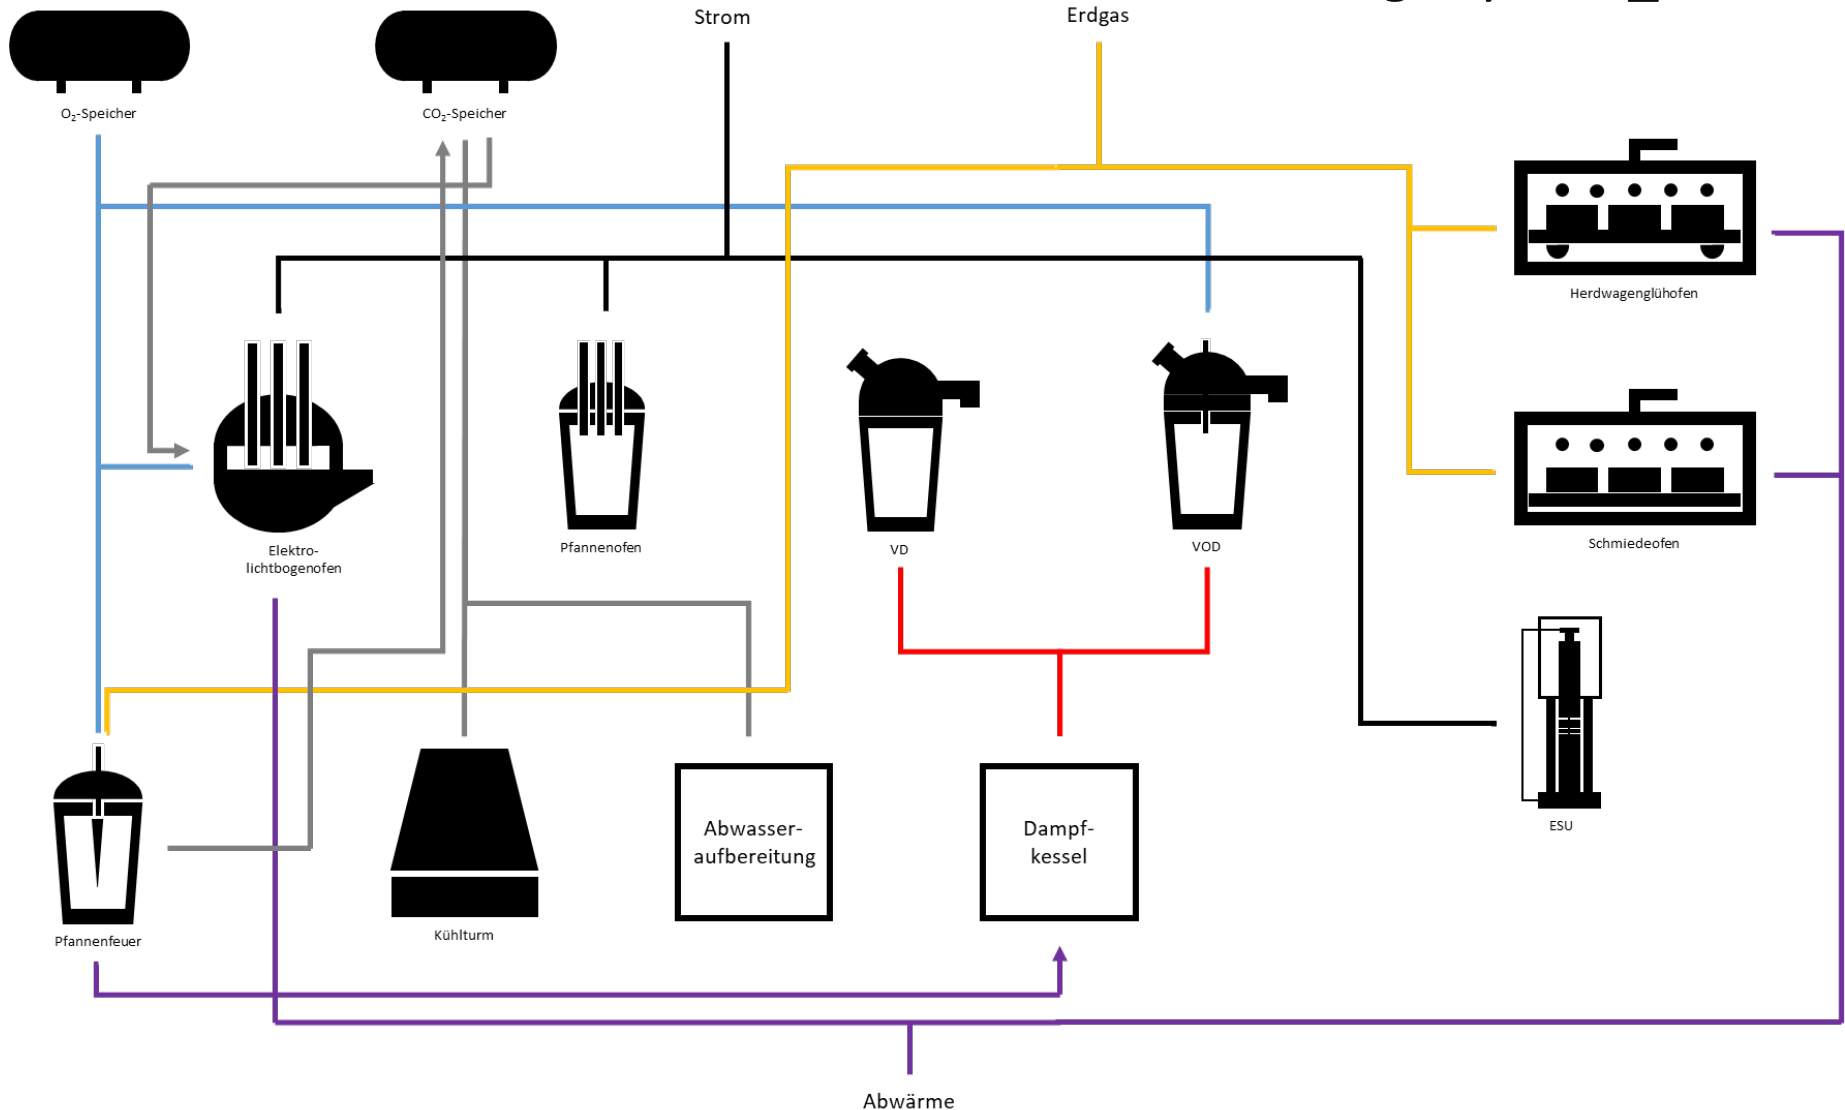 Strom
Erdgas
O₂-Speicher
CO₂-Speicher
Herdwagenglühofen
Elektro-
lichtbogenofen
Pfannenofen
VD
VOD
Schmiedeofen
ESU
Abwasser-
aufbereitung
Dampf-
kessel
Pfannenfeuer
Kühlturm
Abwärme